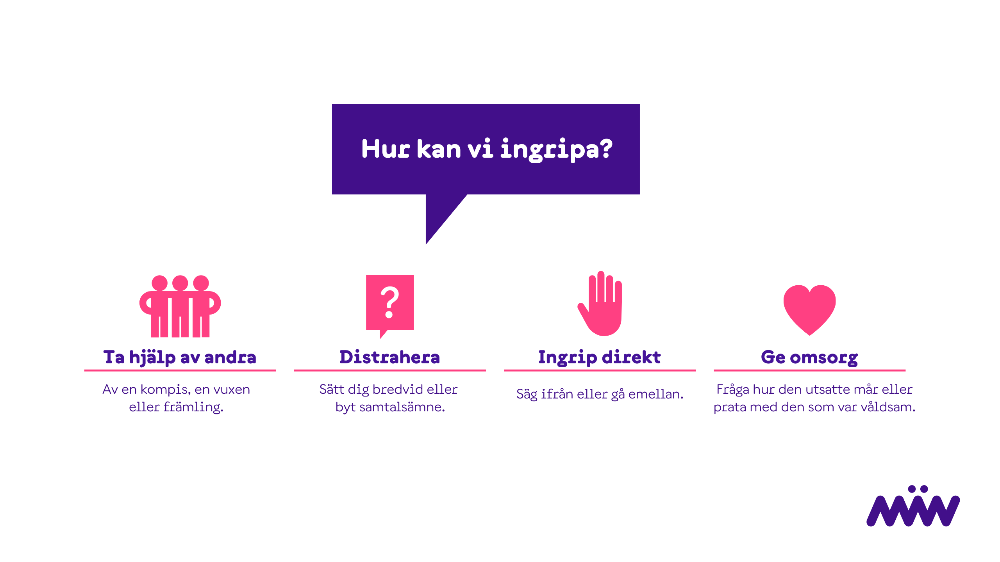 Hur kan vi ingripa?
?
Ta hjälp av andra
Av en kompis, en vuxen
eller främling.
Distrahera
Sätt dig bredvid eller
byt samtalsämne.
Ingrip direkt
Säg ifrån eller gå emellan.
Ge omsorg
Fråga hur den utsatte mår eller
prata med den som var våldsam.
MÄN